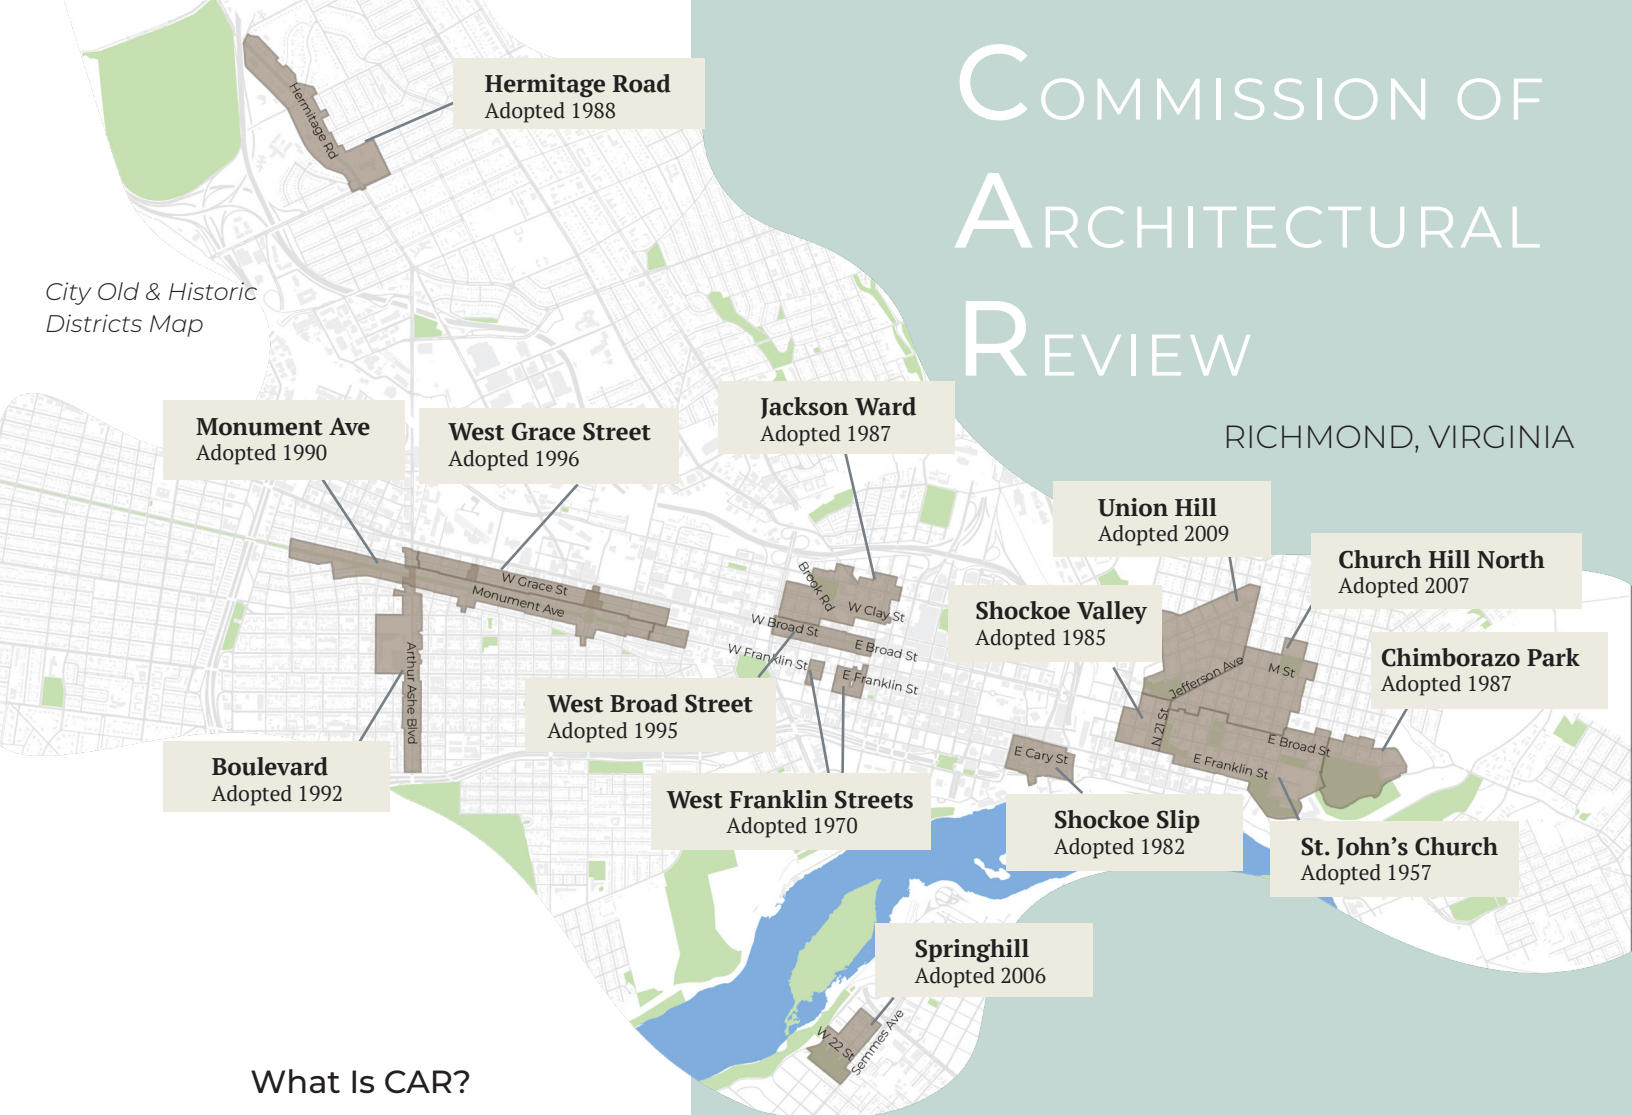 COMMISSION OF
ARCHITECTURAL
REVIEW
RICHMOND, VIRGINIA
City Old & Historic
Districts Map
Hermitage Road
Adopted 1988
Hermitage Rd
Monument Ave
Adopted 1990
West Grace Street
Adopted 1996
Jackson Ward
Adopted 1987
Union Hill
Adopted 2009
Church Hill North
Adopted 2007
Shockoe Valley
Adopted 1985
Chimborazo Park
Adopted 1987
W Grace St
Monument Ave
Arthur Ashe Blvd
Brook Rd
W Clay St
W Broad St
E Broad St
W Franklin St
E Franklin St
Jefferson Ave
M St
N 21 St
E Broad St
E Franklin St
E Cary St
West Broad Street
Adopted 1995
Boulevard
Adopted 1992
West Franklin Streets
Adopted 1970
Shockoe Slip
Adopted 1982
St. John’s Church
Adopted 1957
Springhill
Adopted 2006
W 22 St
Semmes Ave
What Is CAR?